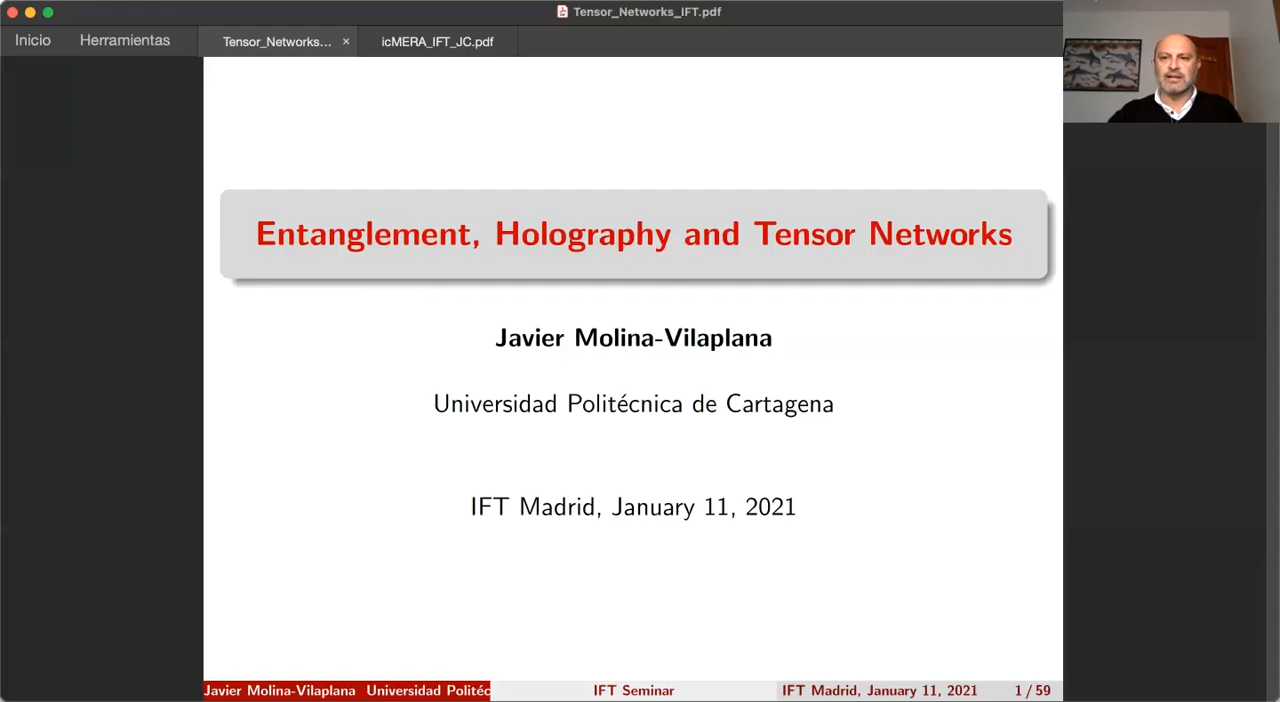 Tensor_Networks_IFT.pdf
Inicio Herramientas Tensor_Networks... × icMERA_IFT_JC.pdf
Entanglement, Holography and Tensor Networks
Javier Molina-Vilaplana
Universidad Politécnica de Cartagena
IFT Madrid, January 11, 2021
Javier Molina-Vilaplana Universidad Politéc IFT Seminar IFT Madrid, January 11, 2021 1 / 59